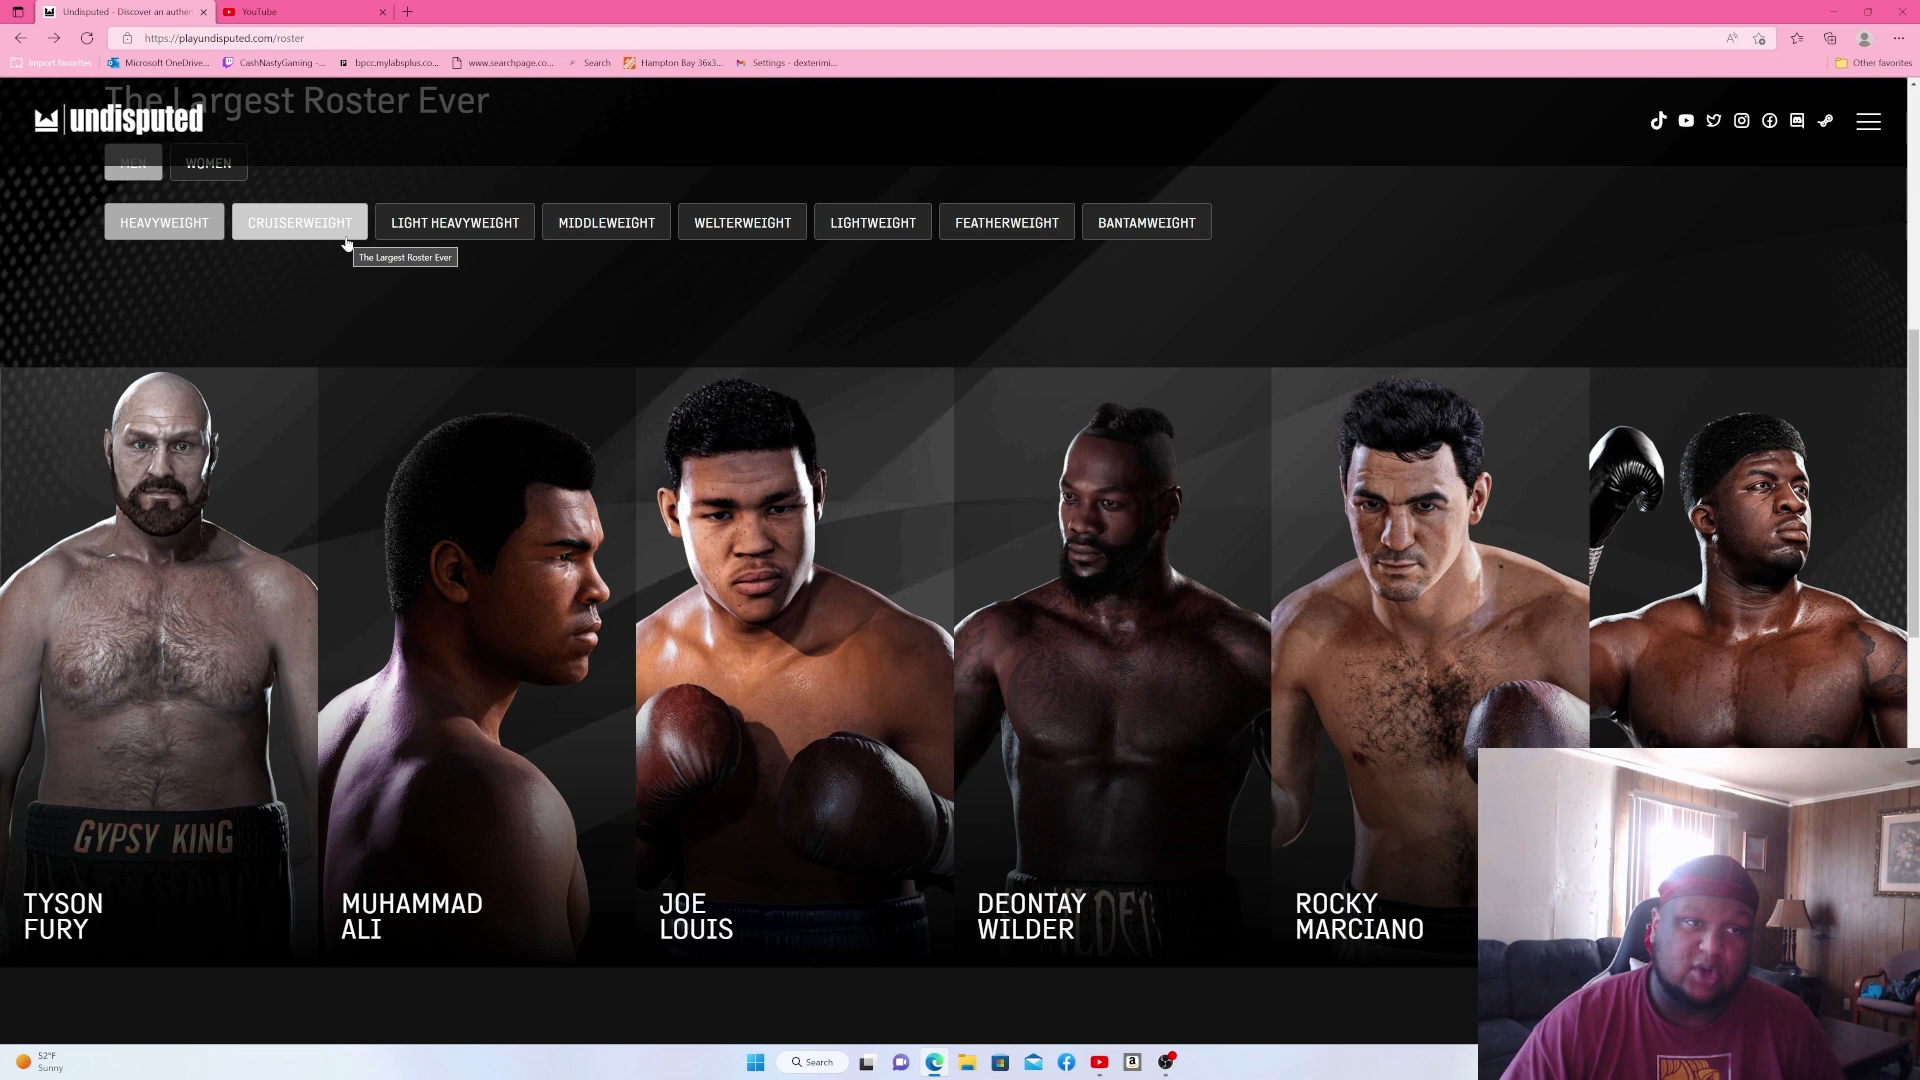 Undisputed - Discover an authen
YouTube
https://playundisputed.com/roster
Import favorites
Microsoft OneDrive...
CashNastyGaming -...
bpcc.mylabsplus.co...
www.searchpage.co...
Search
Hampton Bay 36x3...
Settings - dexterimi...
Other favorites
The Largest Roster Ever
undisputed
MEN
WOMEN
HEAVYWEIGHT
CRUISERWEIGHT
LIGHT HEAVYWEIGHT
MIDDLEWEIGHT
WELTERWEIGHT
LIGHTWEIGHT
FEATHERWEIGHT
BANTAMWEIGHT
The Largest Roster Ever
GYPSY KING
TYSON
FURY
MUHAMMAD
ALI
JOE
LOUIS
DEONTAY
WILDER
ROCKY
MARCIANO
52°F
Sunny
Search